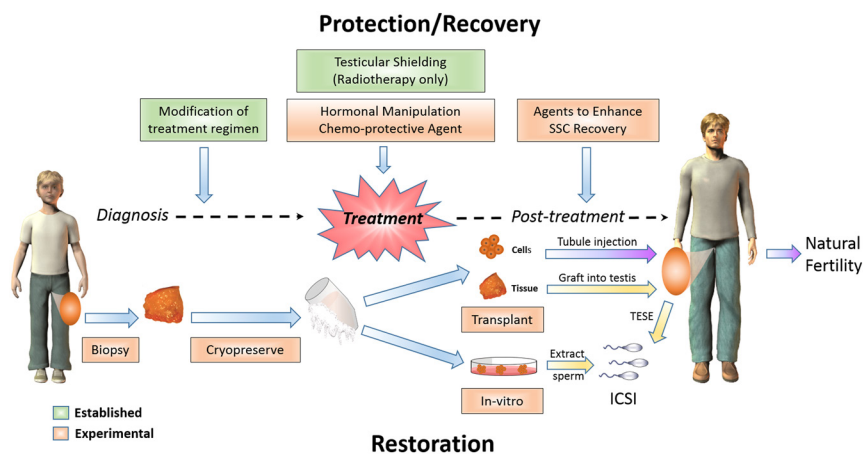 Protection/Recovery
Testicular Shielding
(Radiotherapy only)
Modification of
treatment regimen
Hormonal Manipulation
Chemo-protective Agent
Agents to Enhance
SSC Recovery
Diagnosis
Treatment
Post-treatment
Cells
Tubule injection
Natural
Fertility
Tissue
Graft into testis
Transplant
TESE
Biopsy
Cryopreserve
Extract
sperm
In-vitro
ICSI
Established
Experimental
Restoration